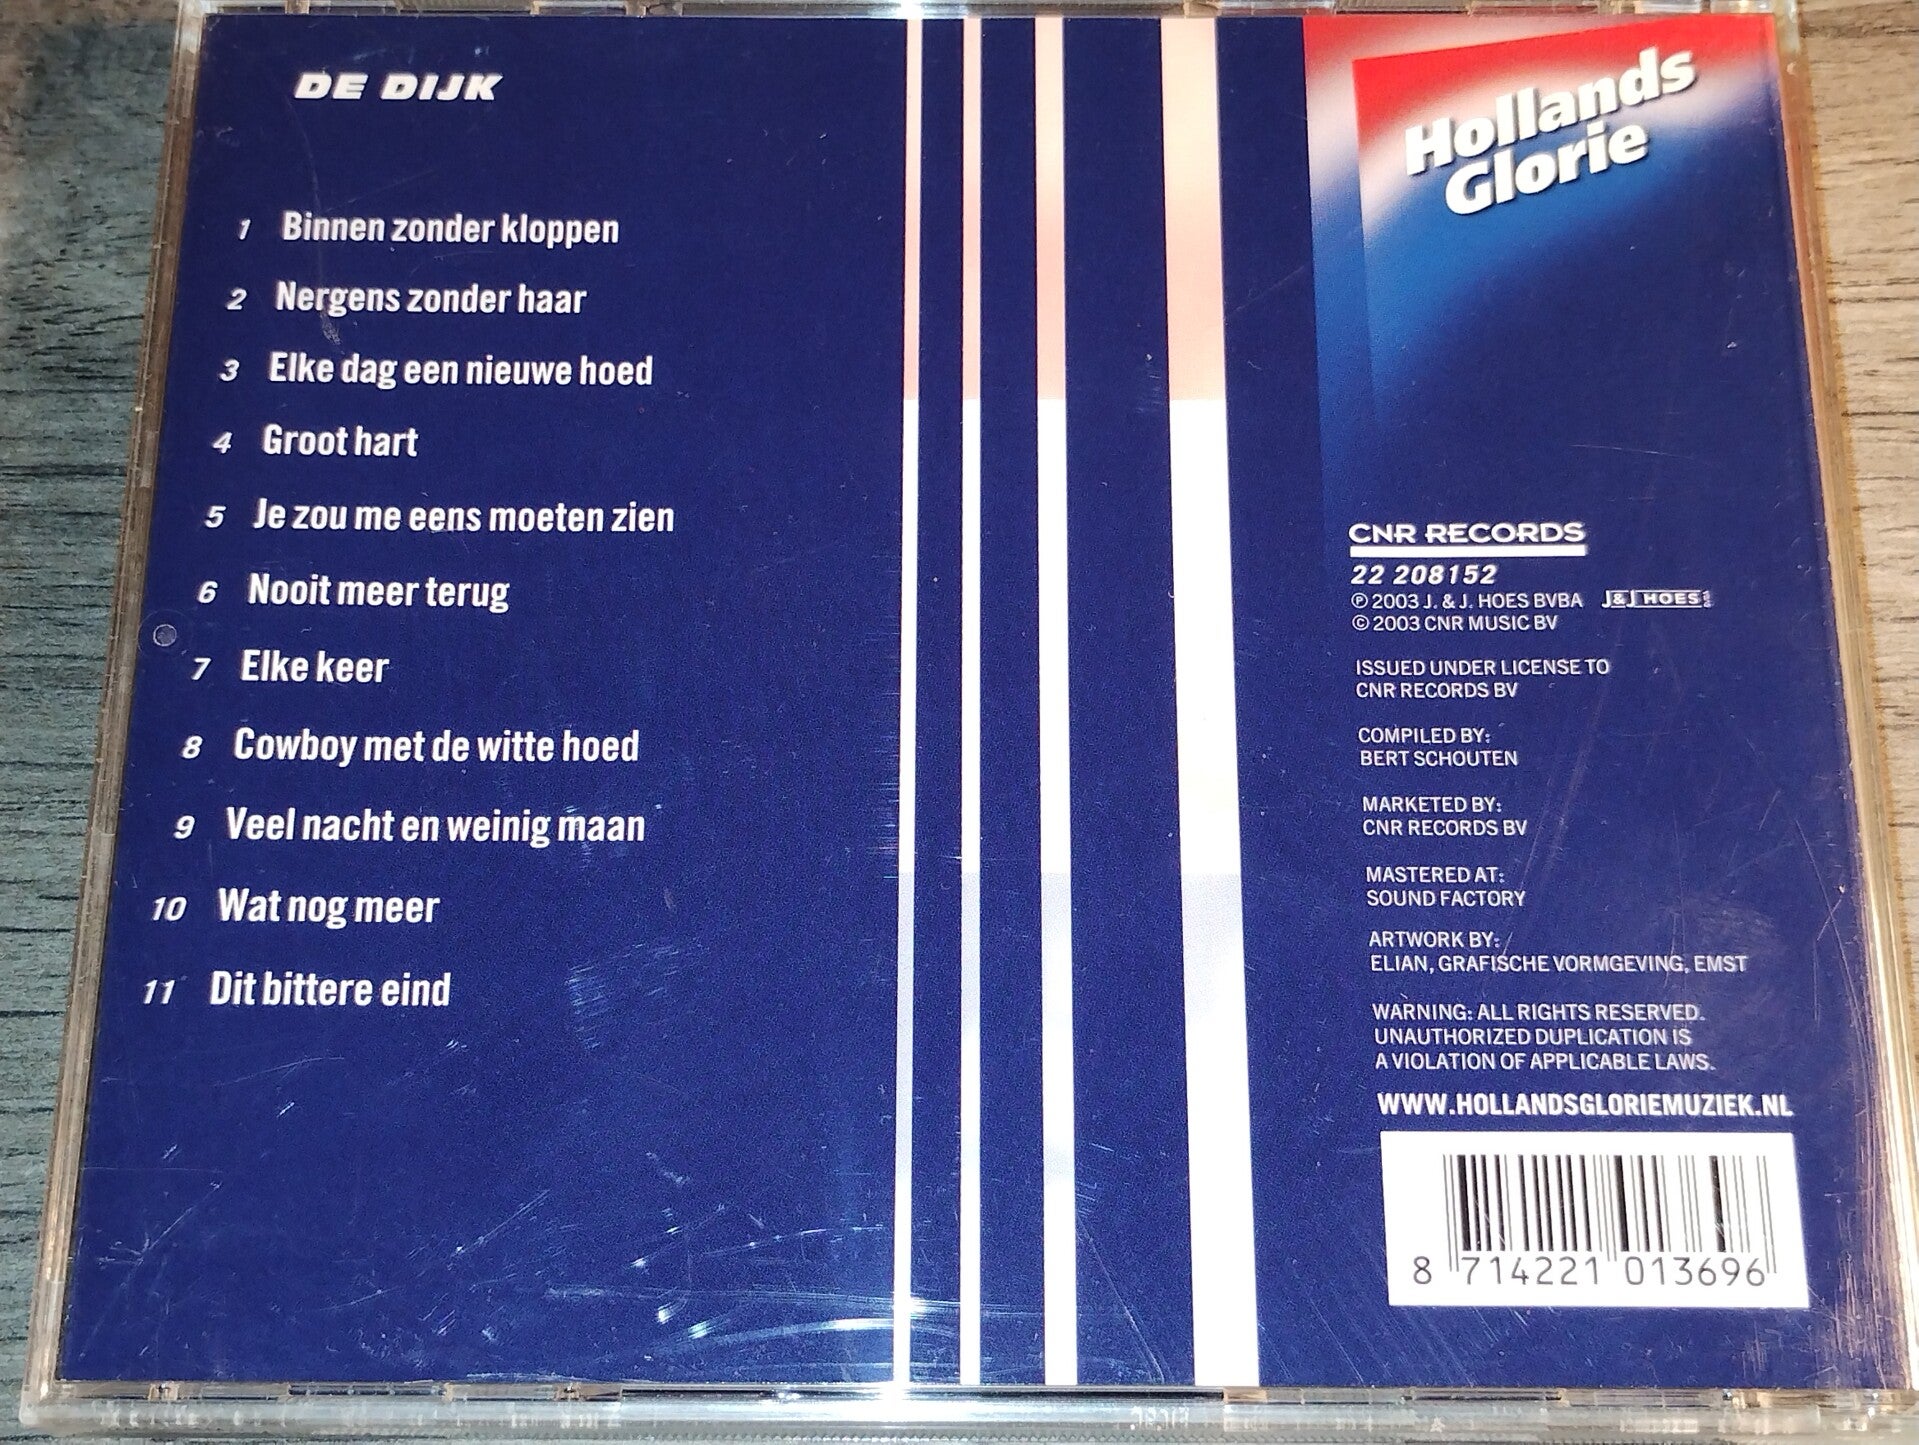 DE DIJK
1 Binnen zonder kloppen
2 Nergens zonder haar
3 Elke dag een nieuwe hoed
4 Groot hart
5 Je zou me eens moeten zien
6 Nooit meer terug
7 Elke keer
8 Cowboy met de witte hoed
9 Veel nacht en weinig maan
10 Wat nog meer
11 Dit bittere eind
Hollands
Glorie
CNR RECORDS
22 208152
℗ 2003 J. & J. HOES BVBA J&J HOES
© 2003 CNR MUSIC BV
ISSUED UNDER LICENSE TO
CNR RECORDS BV
COMPILED BY:
BERT SCHOUTEN
MARKETED BY:
CNR RECORDS BV
MASTERED AT:
SOUND FACTORY
ARTWORK BY:
ELIAN, GRAFISCHE VORMGEVING, EMST
WARNING: ALL RIGHTS RESERVED.
UNAUTHORIZED DUPLICATION IS
A VIOLATION OF APPLICABLE LAWS.
WWW.HOLLANDSGLORIEMUZIEK.NL
8 714221 013696